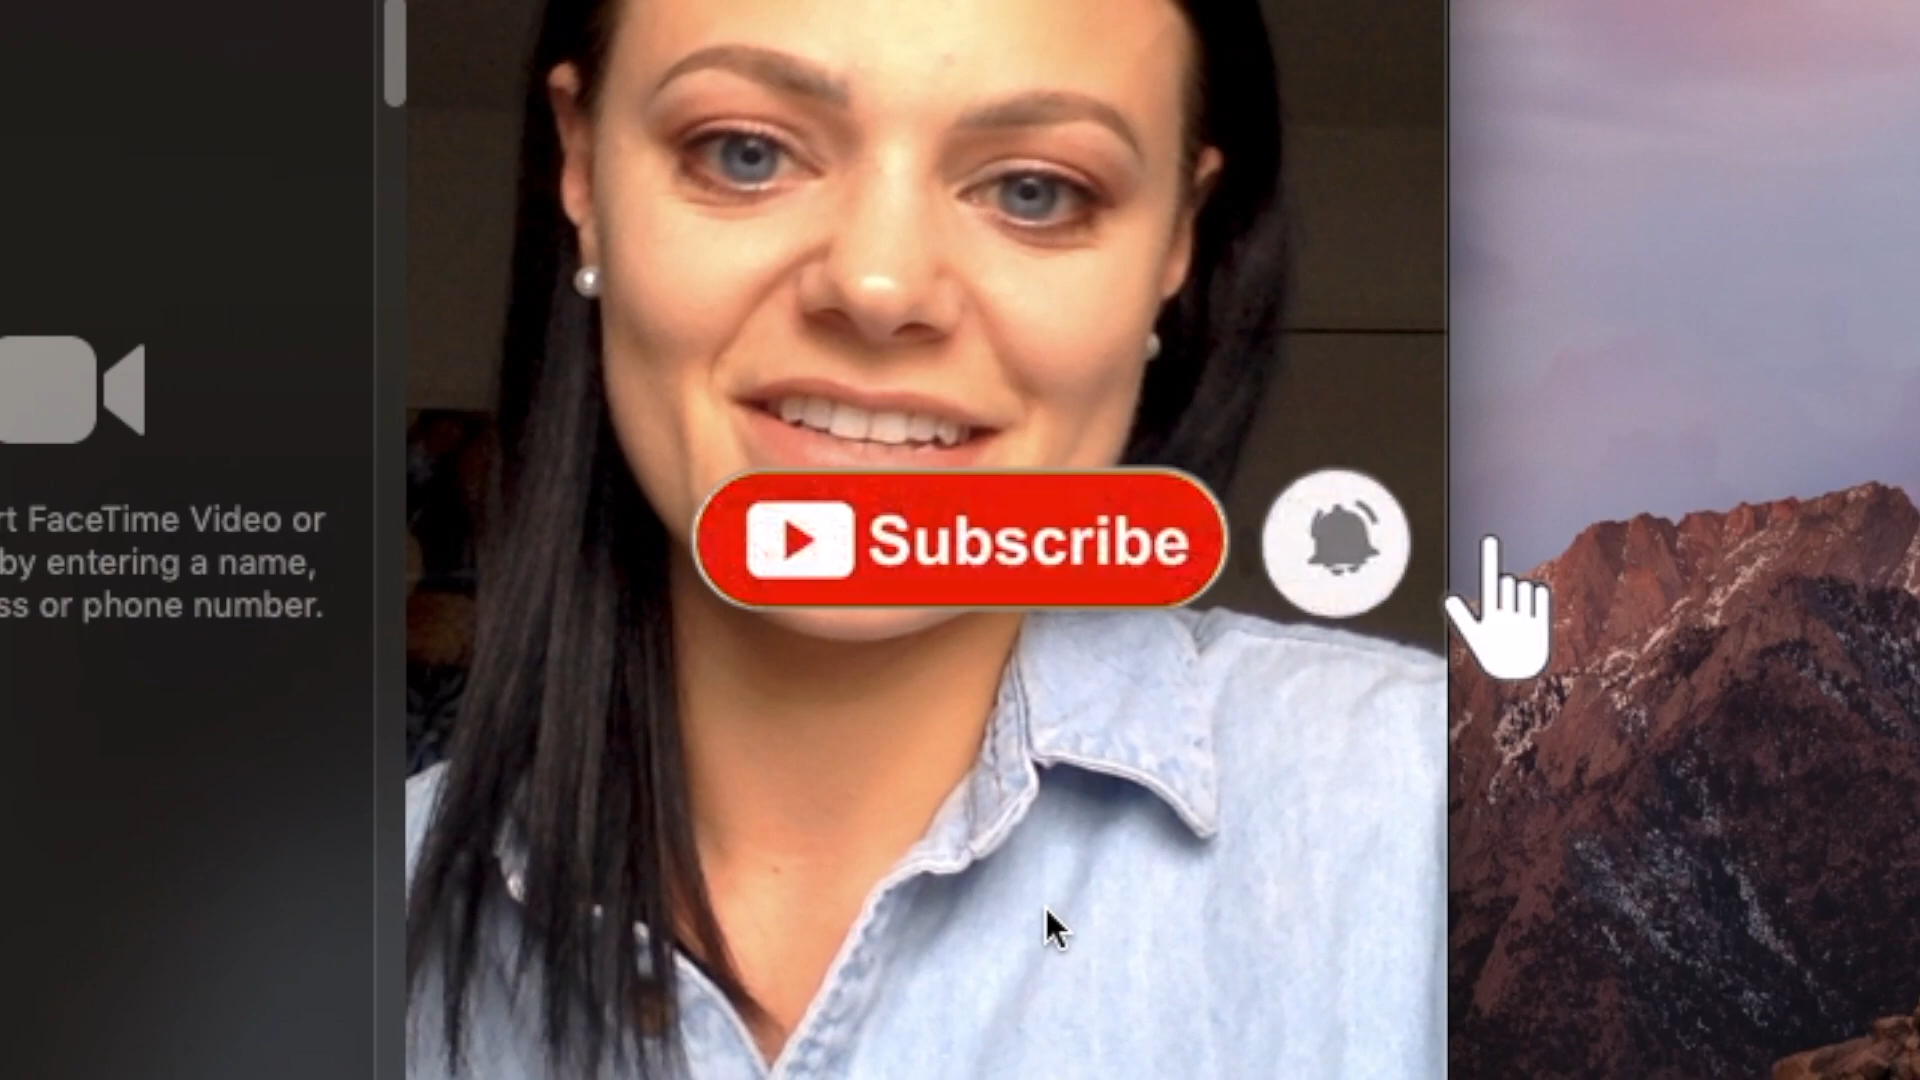 rt FaceTime Video or
by entering a name,
ss or phone number.
Subscribe